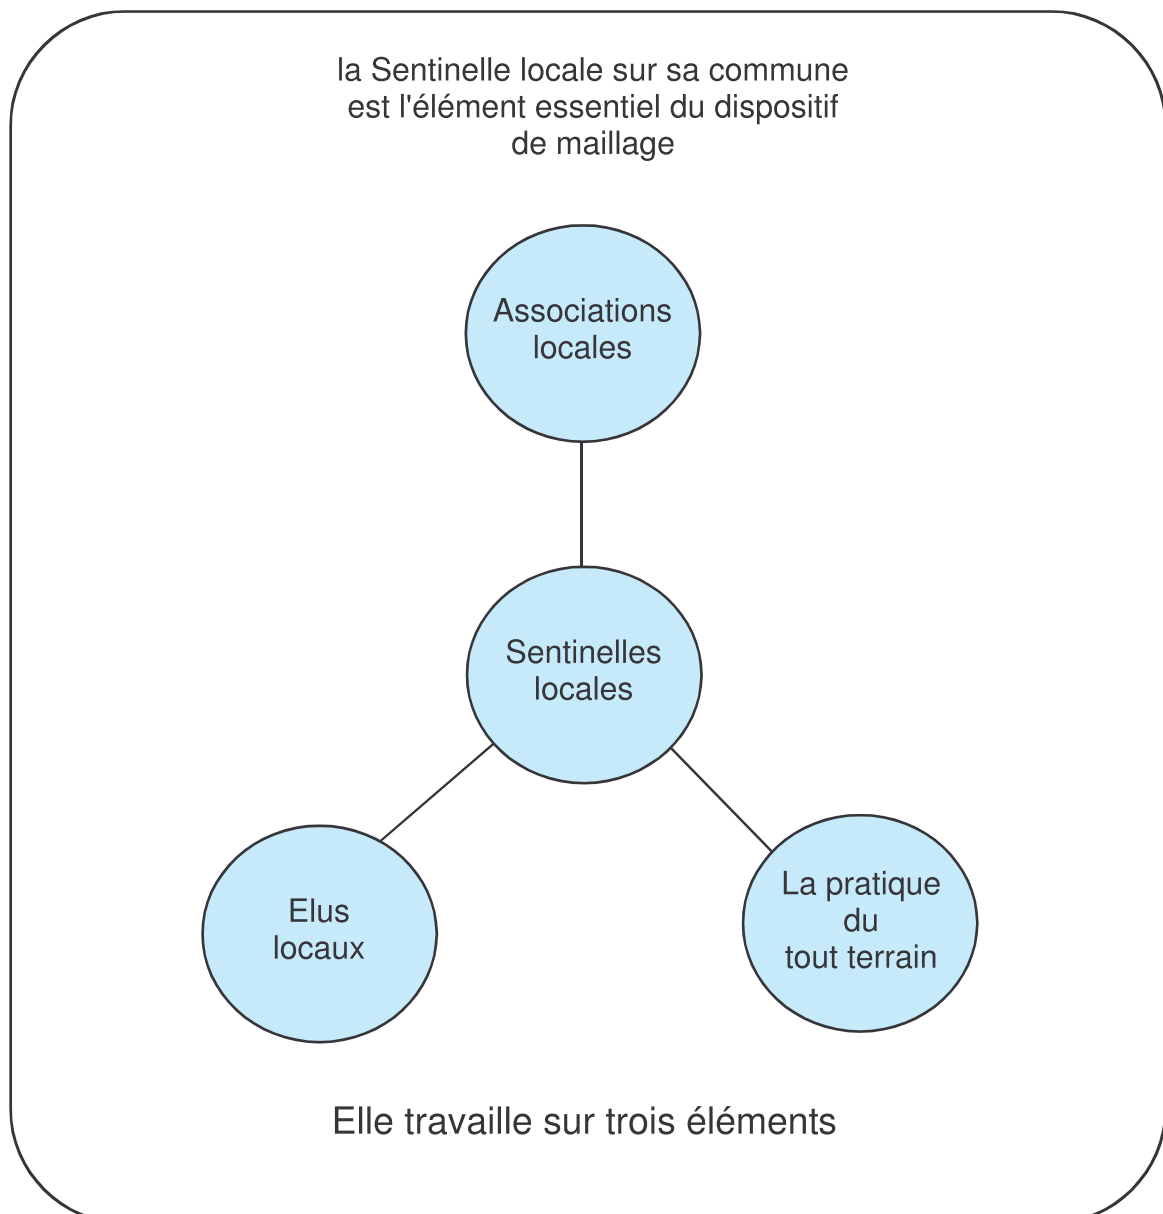 la Sentinelle locale sur sa commune
est l'élément essentiel du dispositif
de maillage
Associations
locales
Sentinelles
locales
Elus
locaux
La pratique
du
tout terrain
Elle travaille sur trois éléments